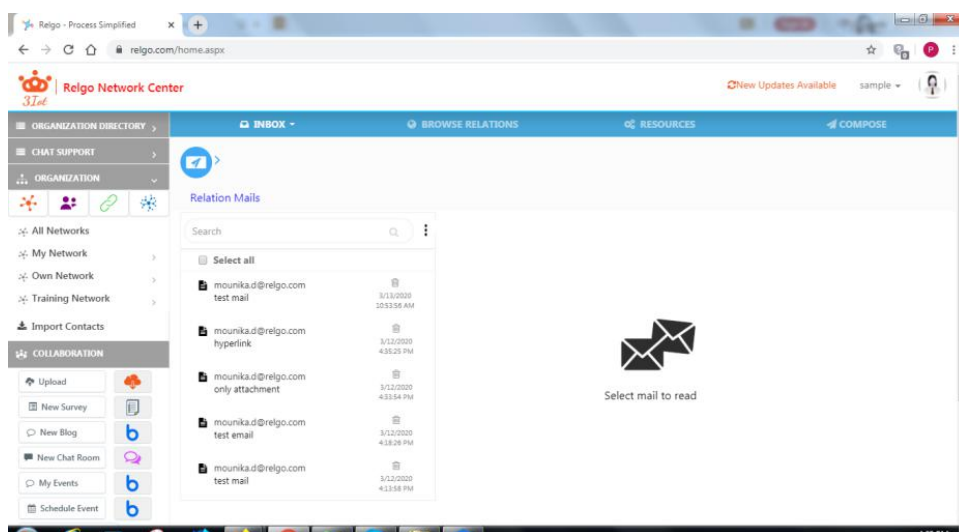 Relgo - Process Simplified
relgo.com/home.aspx
P
3Iot
Relgo Network Center
New Updates Available
sample
ORGANIZATION DIRECTORY
INBOX
BROWSE RELATIONS
RESOURCES
COMPOSE
CHAT SUPPORT
ORGANIZATION
Relation Mails
All Networks
My Network
Own Network
Training Network
Import Contacts
COLLABORATION
Upload
New Survey
New Blog
New Chat Room
My Events
Schedule Event
Search
Select all
mounika.d@relgo.com
test mail
3/13/2020
10:53:56 AM
mounika.d@relgo.com
hyperlink
3/12/2020
4:35:25 PM
mounika.d@relgo.com
only attachment
3/12/2020
4:33:54 PM
mounika.d@relgo.com
test email
3/12/2020
4:18:26 PM
mounika.d@relgo.com
test mail
3/12/2020
4:13:58 PM
Select mail to read